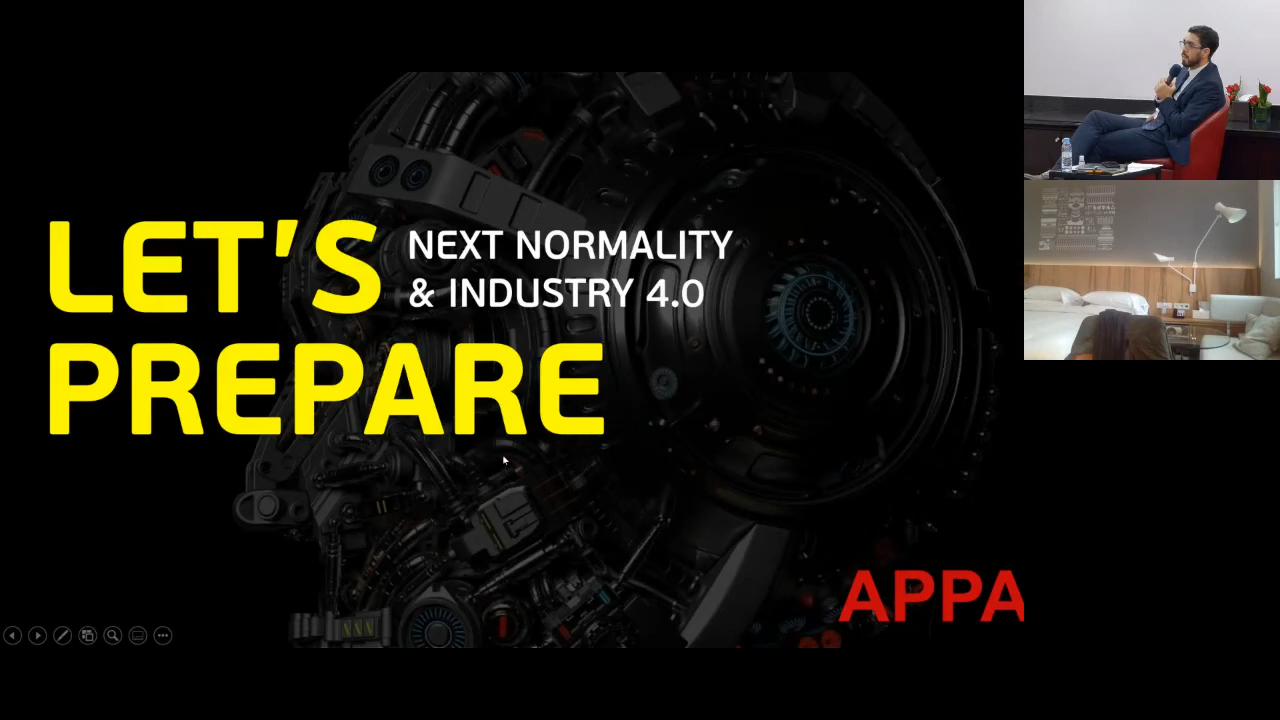 LET'S
NEXT NORMALITY
& INDUSTRY 4.0
PREPARE
APPA